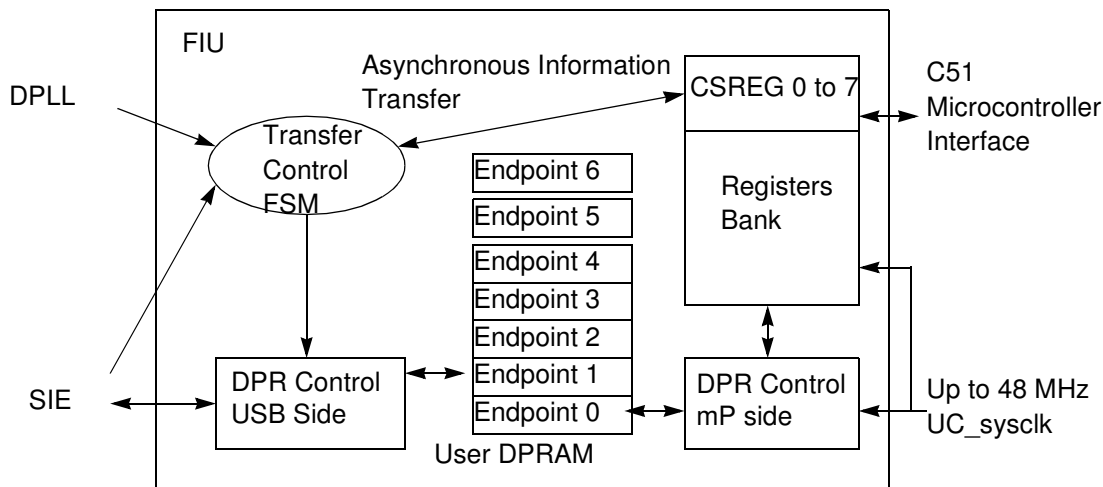 FIU
DPLL
Asynchronous Information
Transfer
CSREG 0 to 7
C51
Microcontroller
Interface
Transfer
Control
FSM
Endpoint 6
Endpoint 5
Endpoint 4
Endpoint 3
Endpoint 2
Endpoint 1
Endpoint 0
User DPRAM
Registers
Bank
SIE
DPR Control
USB Side
DPR Control
mP side
Up to 48 MHz
UC_sysclk